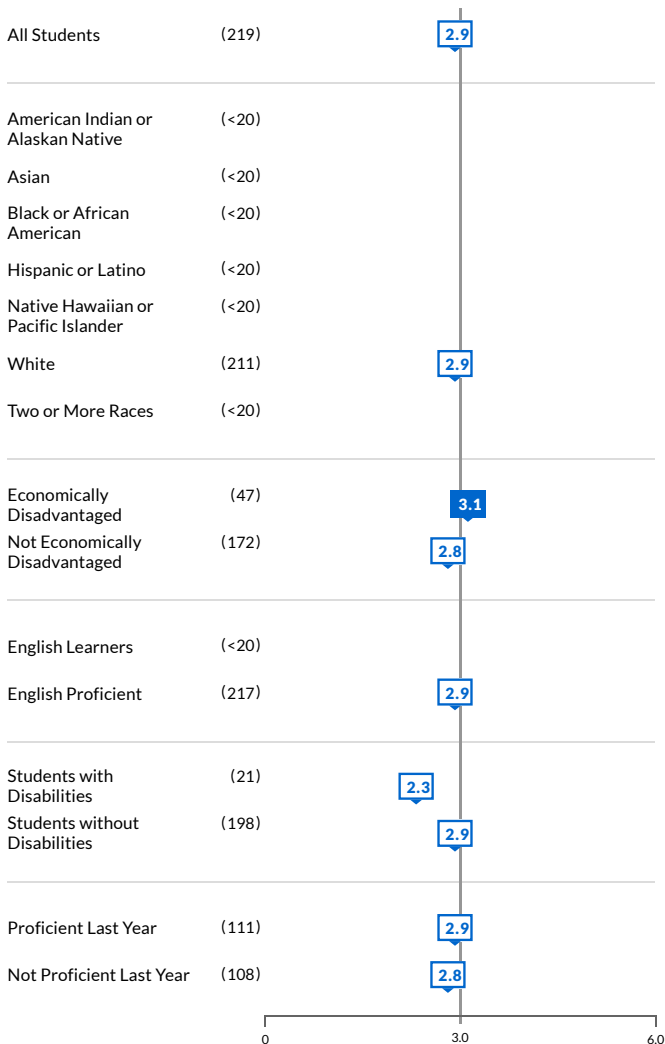 All Students (219) 2.9
American Indian or
Alaskan Native (<20)
Asian (<20)
Black or African
American (<20)
Hispanic or Latino (<20)
Native Hawaiian or
Pacific Islander (<20)
White (211) 2.9
Two or More Races (<20)
Economically
Disadvantaged (47) 3.1
Not Economically
Disadvantaged (172) 2.8
English Learners (<20)
English Proficient (217) 2.9
Students with
Disabilities (21) 2.3
Students without
Disabilities (198) 2.9
Proficient Last Year (111) 2.9
Not Proficient Last Year (108) 2.8
0 3.0 6.0